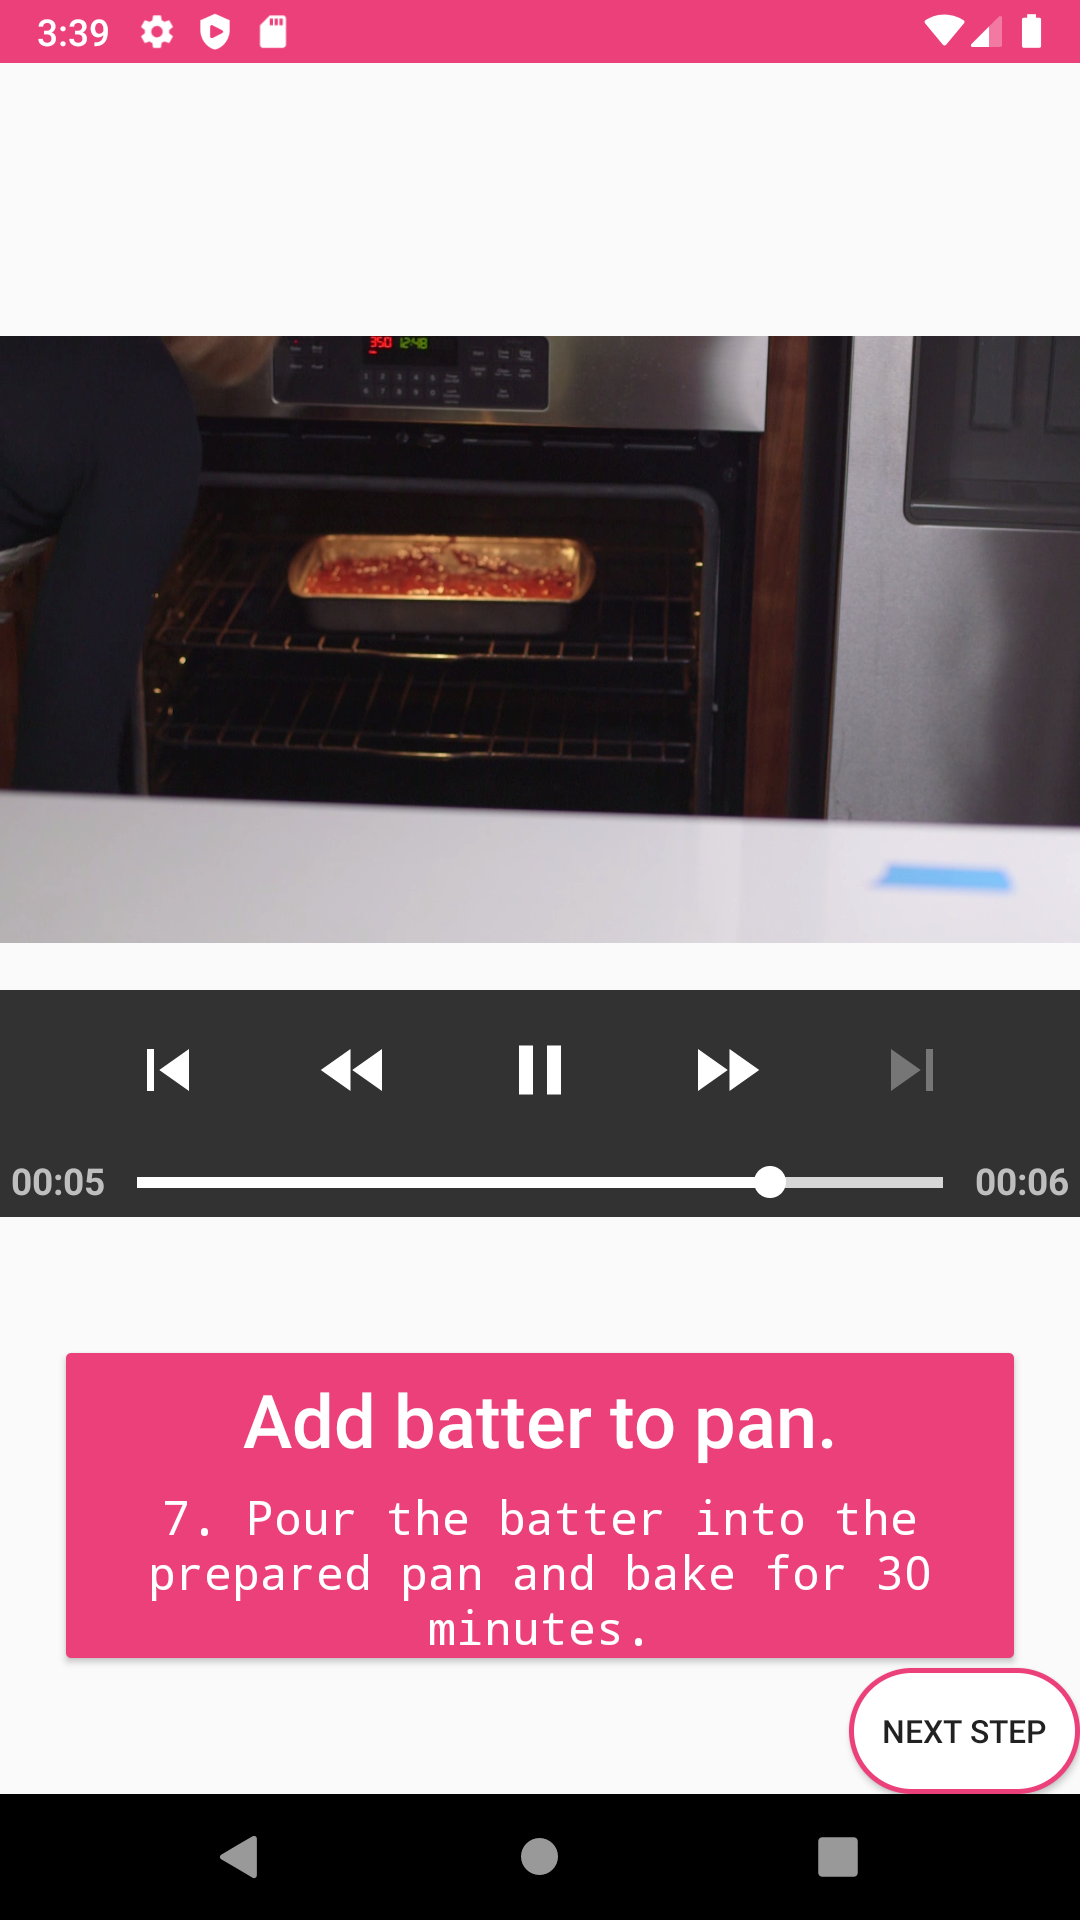 3:39
350 12:48
00:05
00:06
Add batter to pan.
7. Pour the batter into the
prepared pan and bake for 30
minutes.
NEXT STEP